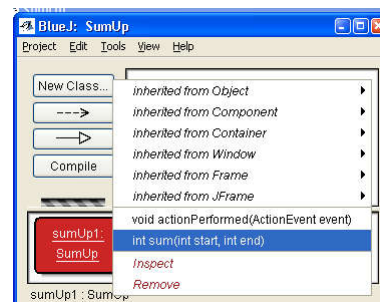 BlueJ: SumUp
Project Edit Tools View Help
New Class...
--->
Compile
inherited from Object
inherited from Component
inherited from Container
inherited from Window
inherited from Frame
inherited from JFrame
void actionPerformed(ActionEvent event)
int sum(int start, int end)
Inspect
Remove
sumUp1:
SumUp
sumUp1 : SumUp